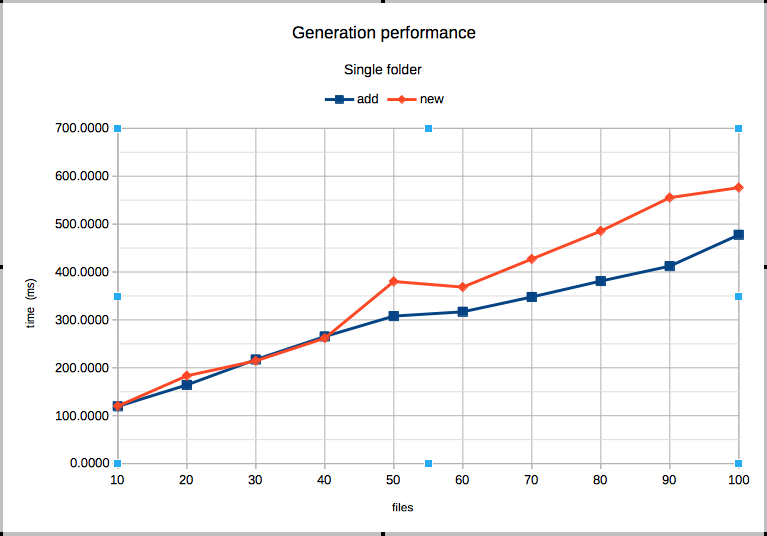 Generation performance
Single folder
add new
700.0000
600.0000
500.0000
400.0000
300.0000
200.0000
100.0000
0.0000
time (ms)
10 20 30 40 50 60 70 80 90 100
files